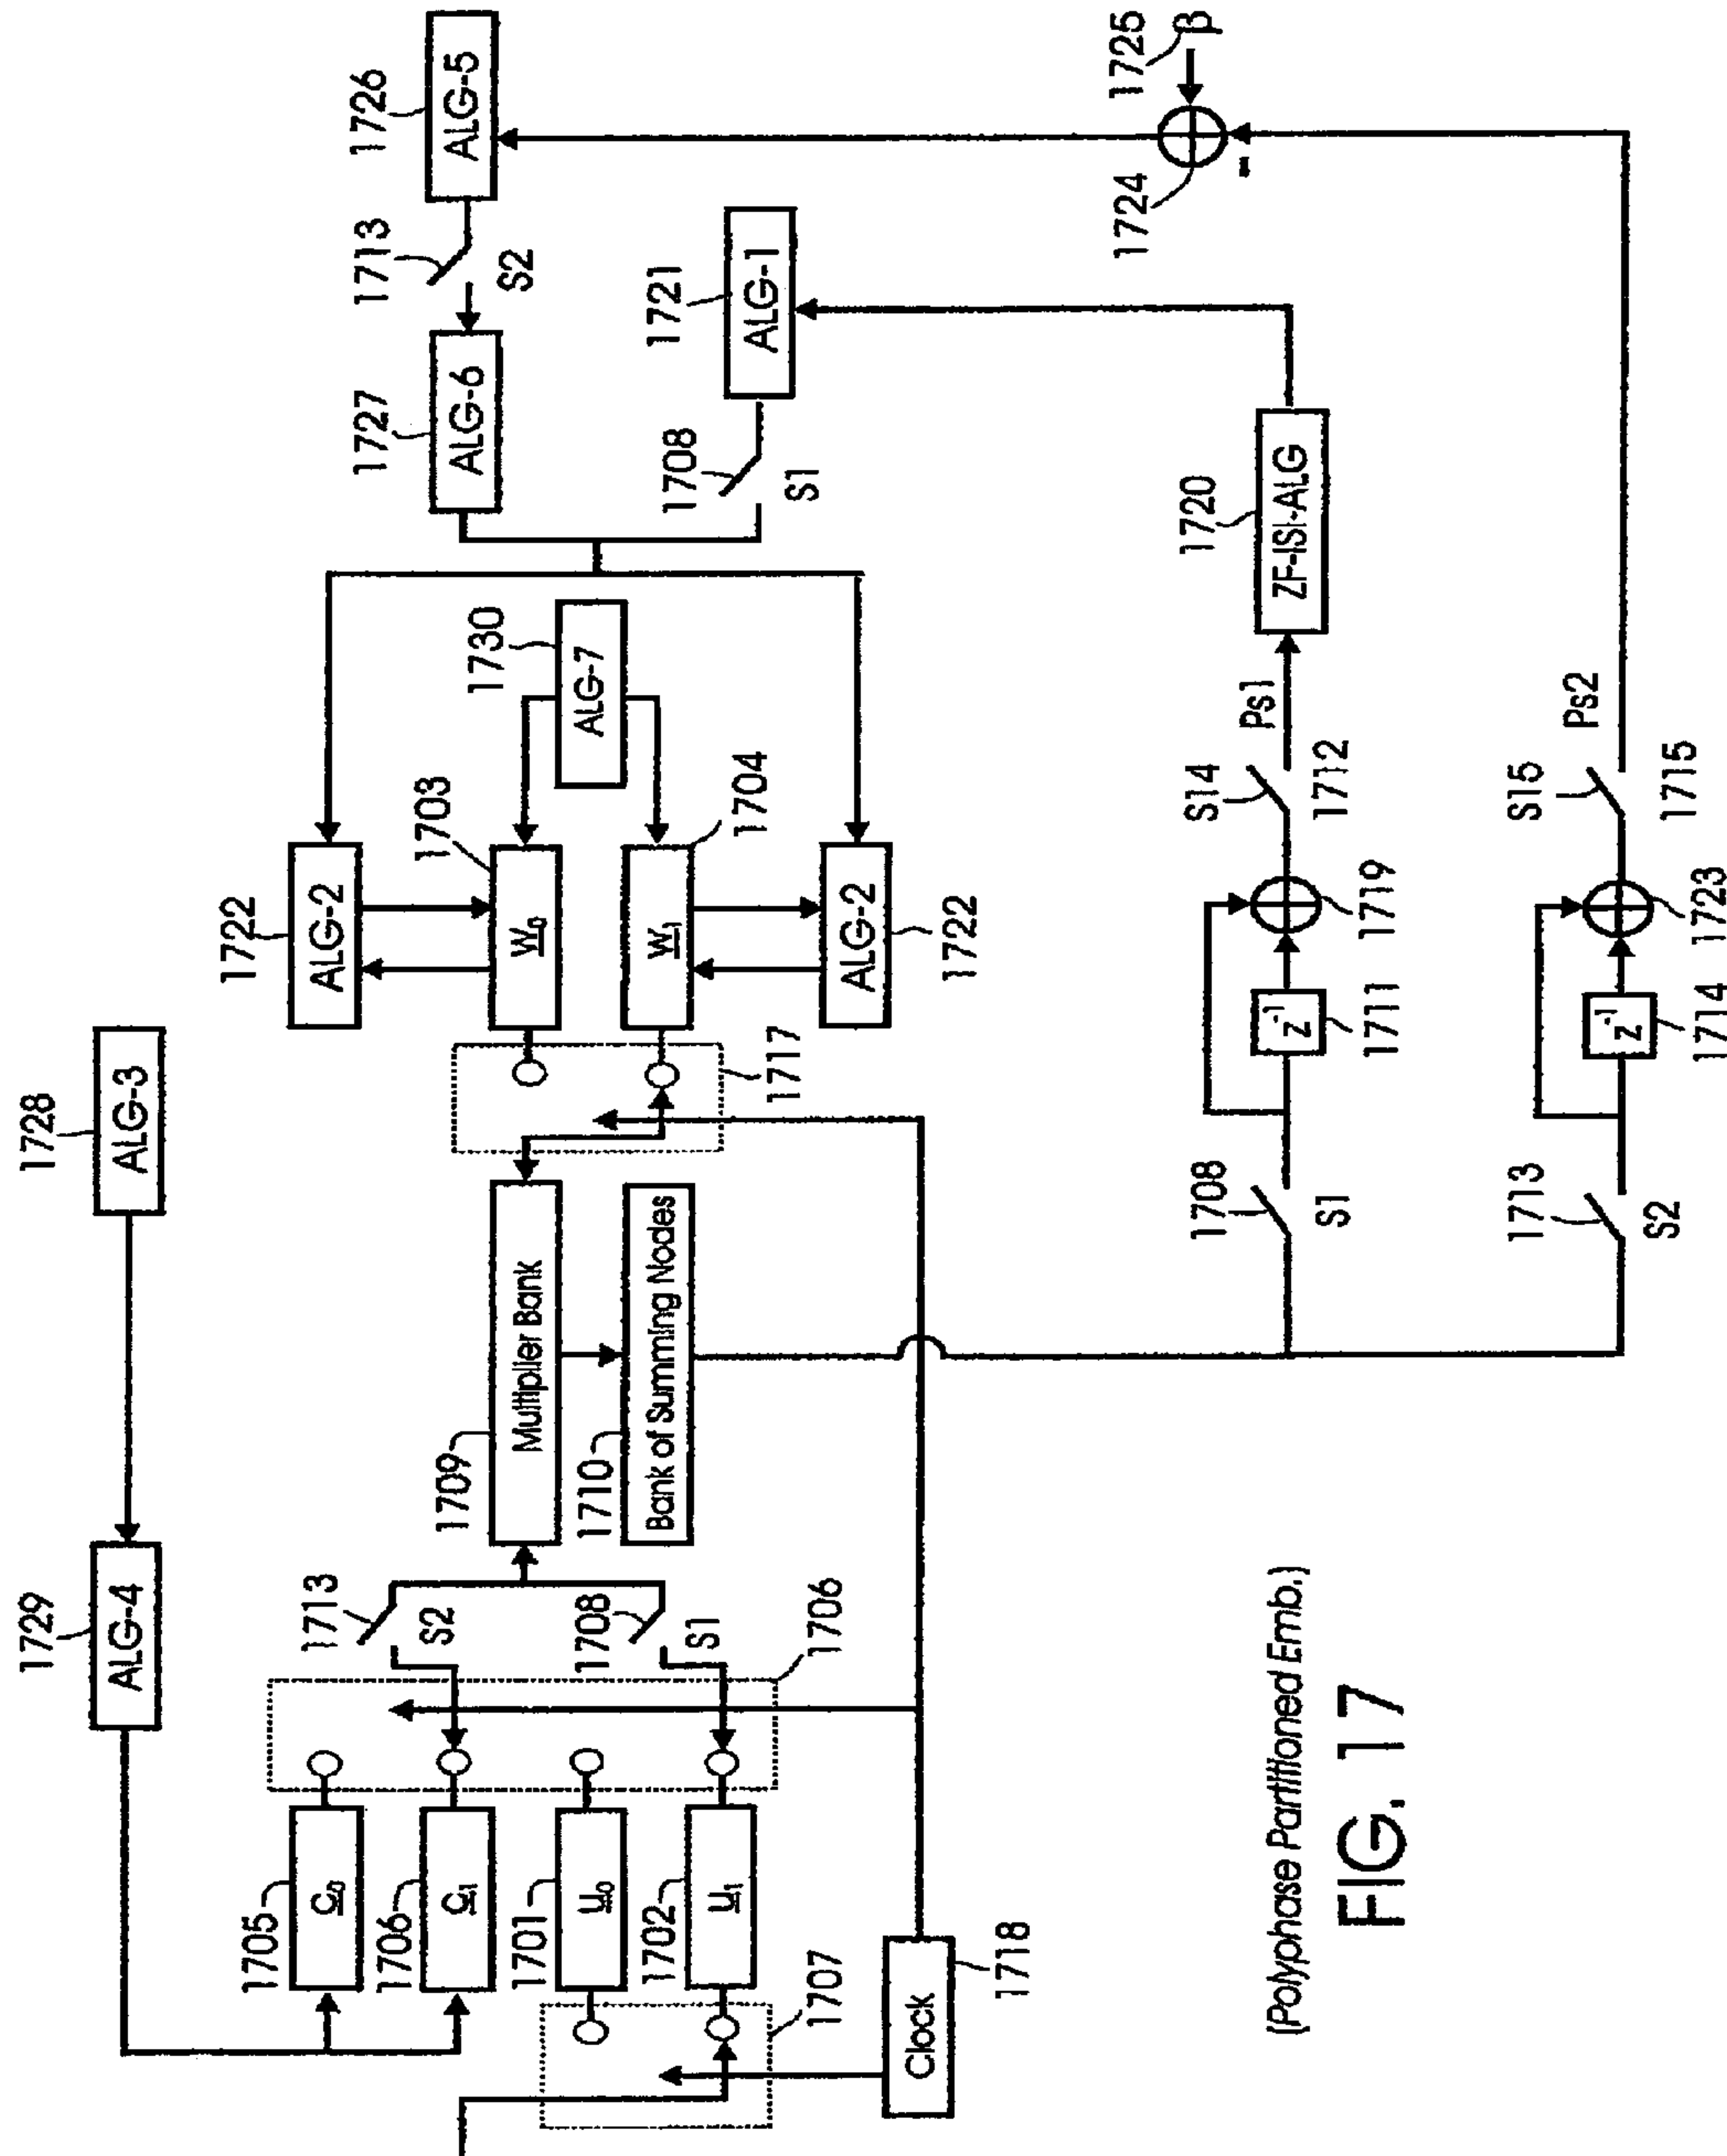 1728
ALG-3
1729
ALG-4
1726
ALG-5
1713
S2
1727
ALG-6
1721
ALG-1
1708
S1
1722
ALG-2
1703
W0
1730
ALG-7
1704
W1
ALG-2
1722
1717
1709
Multiplier Bank
1710
Bank of Summing Nodes
1713
S2
1708
S1
1706
1705
C0
1706
C1
1701
U0
1702
U1
1707
Clock
1718
1725
β
1724
-
1708
S1
z-1
1711
1719
S14
1712
Ps1
1720
ZF-ISI-ALG
1713
S2
z-1
1714
1723
S15
1715
Ps2
(Polyphase Partitioned Emb.)
FIG. 17